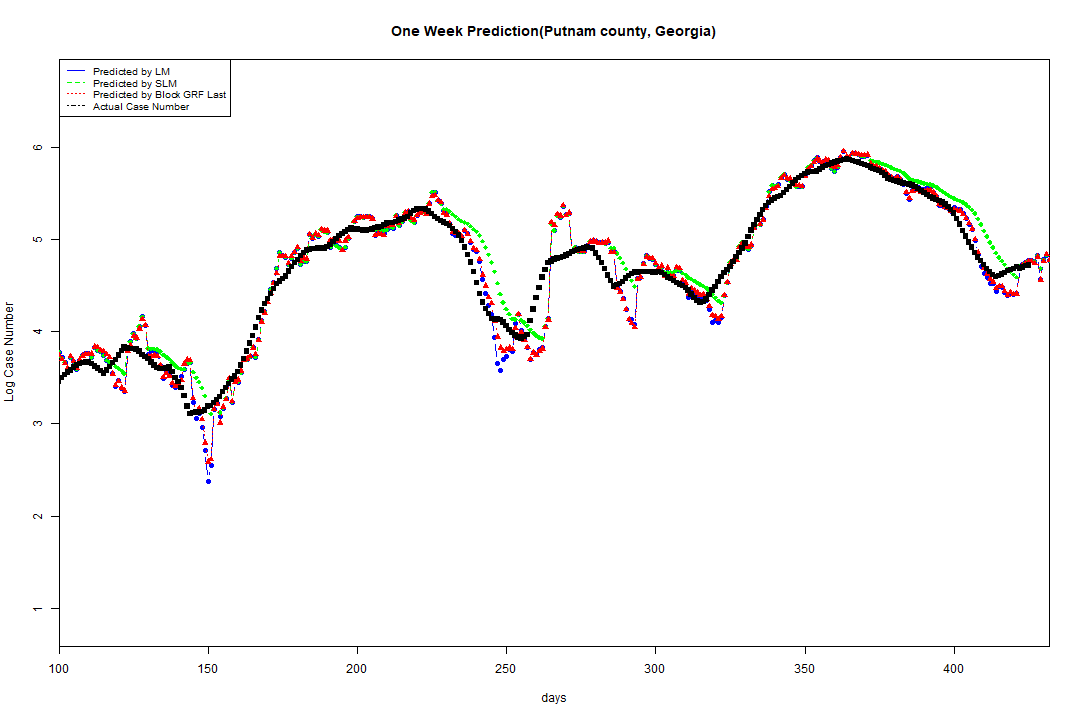 One Week Prediction(Putnam county, Georgia)
Predicted by LM
Predicted by SLM
Predicted by Block GRF Last
Actual Case Number
6
5
4
3
2
1
Log Case Number
100 150 200 250 300 350 400
days